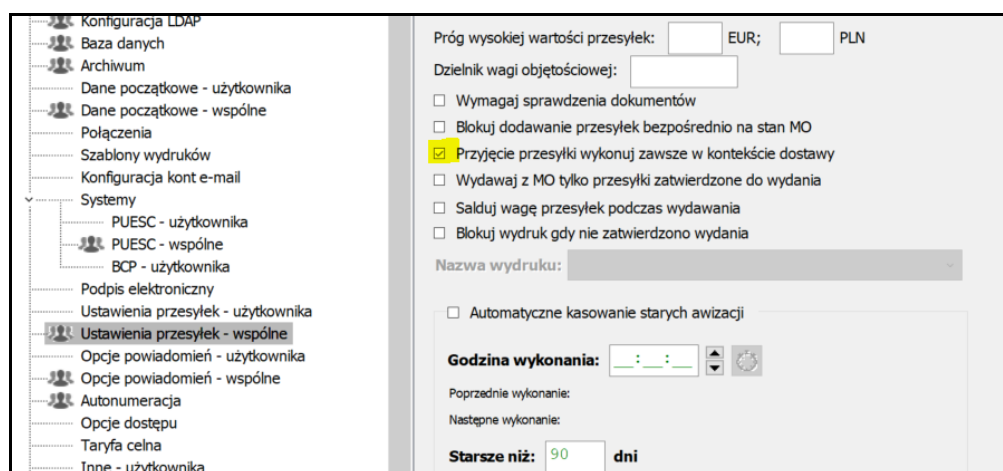 Konfiguracja LDAP
Baza danych
Archiwum
Dane początkowe - użytkownika
Dane początkowe - wspólne
Połączenia
Szablony wydruków
Konfiguracja kont e-mail
Systemy
PUESC - użytkownika
PUESC - wspólne
BCP - użytkownika
Podpis elektroniczny
Ustawienia przesyłek - użytkownika
Ustawienia przesyłek - wspólne
Opcje powiadomień - użytkownika
Opcje powiadomień - wspólne
Autonumeracja
Opcje dostępu
Taryfa celna
Inne - użytkownika
Próg wysokiej wartości przesyłek: EUR; PLN
Dzielnik wagi objętościowej:
Wymagaj sprawdzenia dokumentów
Blokuj dodawanie przesyłek bezpośrednio na stan MO
Przyjęcie przesyłki wykonuj zawsze w kontekście dostawy
Wydawaj z MO tylko przesyłki zatwierdzone do wydania
Salduj wagę przesyłek podczas wydawania
Blokuj wydruk gdy nie zatwierdzono wydania
Nazwa wydruku:
Automatyczne kasowanie starych awizacji
Godzina wykonania: __:__:__
Poprzednie wykonanie:
Następne wykonanie:
Starsze niż: 90 dni